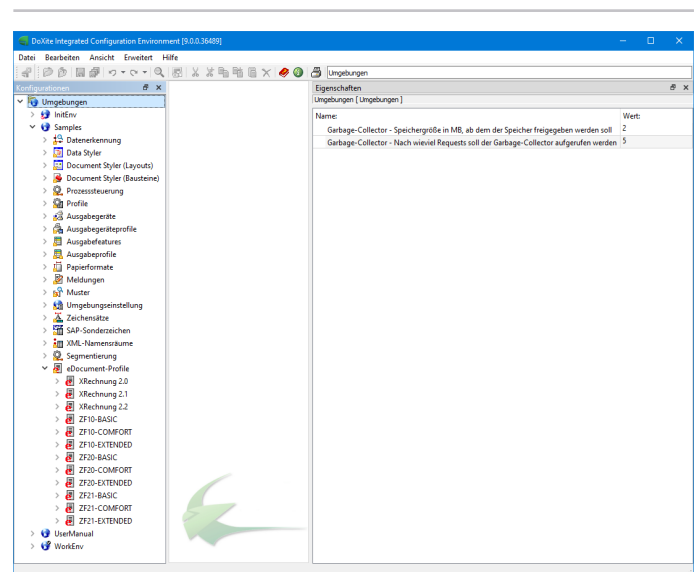 DoXite Integrated Configuration Environment [9.0.0.36489]
Datei Bearbeiten Ansicht Erweitert Hilfe
Umgebungen
Konfigurationen
Umgebungen
InitEnv
Samples
Datenerkennung
Data Styler
Document Styler (Layouts)
Document Styler (Bausteine)
Prozesssteuerung
Profile
Ausgabegeräte
Ausgabegeräteprofile
Ausgabefeatures
Ausgabeprofile
Papierformate
Meldungen
Muster
Umgebungseinstellung
Zeichensätze
SAP-Sonderzeichen
XML-Namensräume
Segmentierung
eDocument-Profile
XRechnung 2.0
XRechnung 2.1
XRechnung 2.2
ZF10-BASIC
ZF10-COMFORT
ZF10-EXTENDED
ZF20-BASIC
ZF20-COMFORT
ZF20-EXTENDED
ZF21-BASIC
ZF21-COMFORT
ZF21-EXTENDED
UserManual
WorkEnv
Eigenschaften
Umgebungen [ Umgebungen ]
Name: Wert:
Garbage-Collector - Speichergröße in MB, ab dem der Speicher freigegeben werden soll 2
Garbage-Collector - Nach wieviel Requests soll der Garbage-Collector aufgerufen werden 5